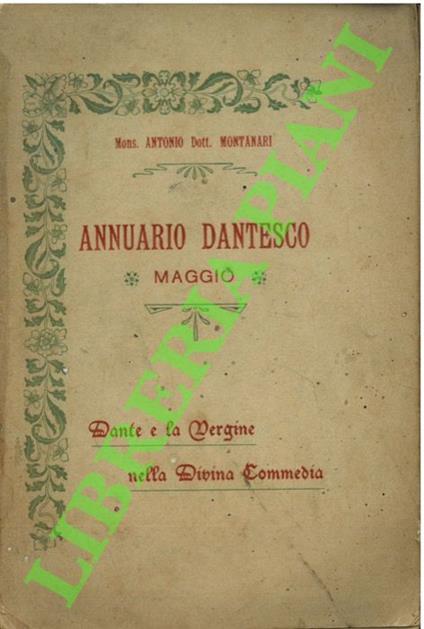 Mons. ANTONIO Dott. MONTANARI
ANNUARIO DANTESCO
MAGGIO
Dante e la Vergine
nella Divina Commedia
LIBRERIA PIANI